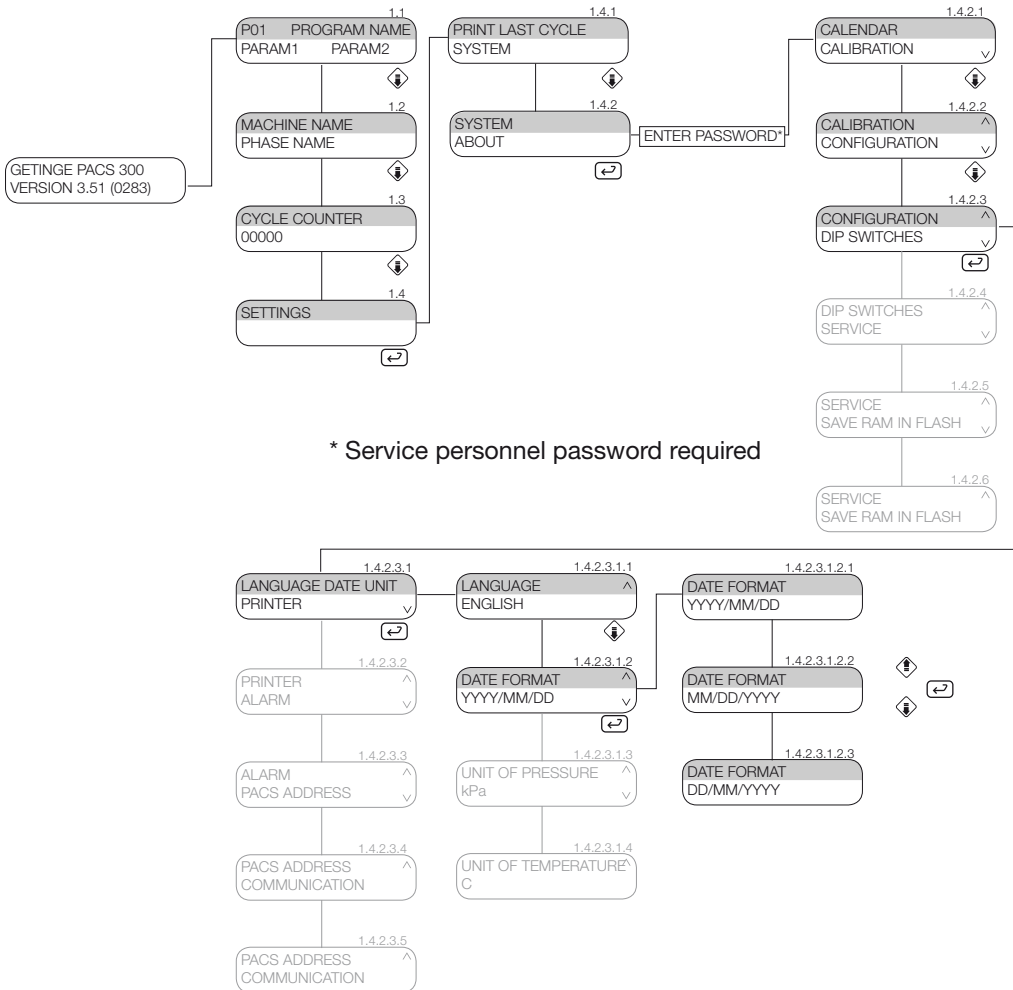 GETINGE PACS 300
VERSION 3.51 (0283)
1.1
P01 PROGRAM NAME
PARAM1 PARAM2
1.2
MACHINE NAME
PHASE NAME
1.3
CYCLE COUNTER
00000
1.4
SETTINGS
1.4.1
PRINT LAST CYCLE
SYSTEM
1.4.2
SYSTEM
ABOUT
ENTER PASSWORD*
1.4.2.1
CALENDAR
CALIBRATION
1.4.2.2
CALIBRATION
CONFIGURATION
1.4.2.3
CONFIGURATION
DIP SWITCHES
1.4.2.4
DIP SWITCHES
SERVICE
1.4.2.5
SERVICE
SAVE RAM IN FLASH
1.4.2.6
SERVICE
SAVE RAM IN FLASH
* Service personnel password required
1.4.2.3.1
LANGUAGE DATE UNIT
PRINTER
1.4.2.3.2
PRINTER
ALARM
1.4.2.3.3
ALARM
PACS ADDRESS
1.4.2.3.4
PACS ADDRESS
COMMUNICATION
1.4.2.3.5
PACS ADDRESS
COMMUNICATION
1.4.2.3.1.1
LANGUAGE
ENGLISH
1.4.2.3.1.2
DATE FORMAT
YYYY/MM/DD
1.4.2.3.1.3
UNIT OF PRESSURE
kPa
1.4.2.3.1.4
UNIT OF TEMPERATURE
C
1.4.2.3.1.2.1
DATE FORMAT
YYYY/MM/DD
1.4.2.3.1.2.2
DATE FORMAT
MM/DD/YYYY
1.4.2.3.1.2.3
DATE FORMAT
DD/MM/YYYY